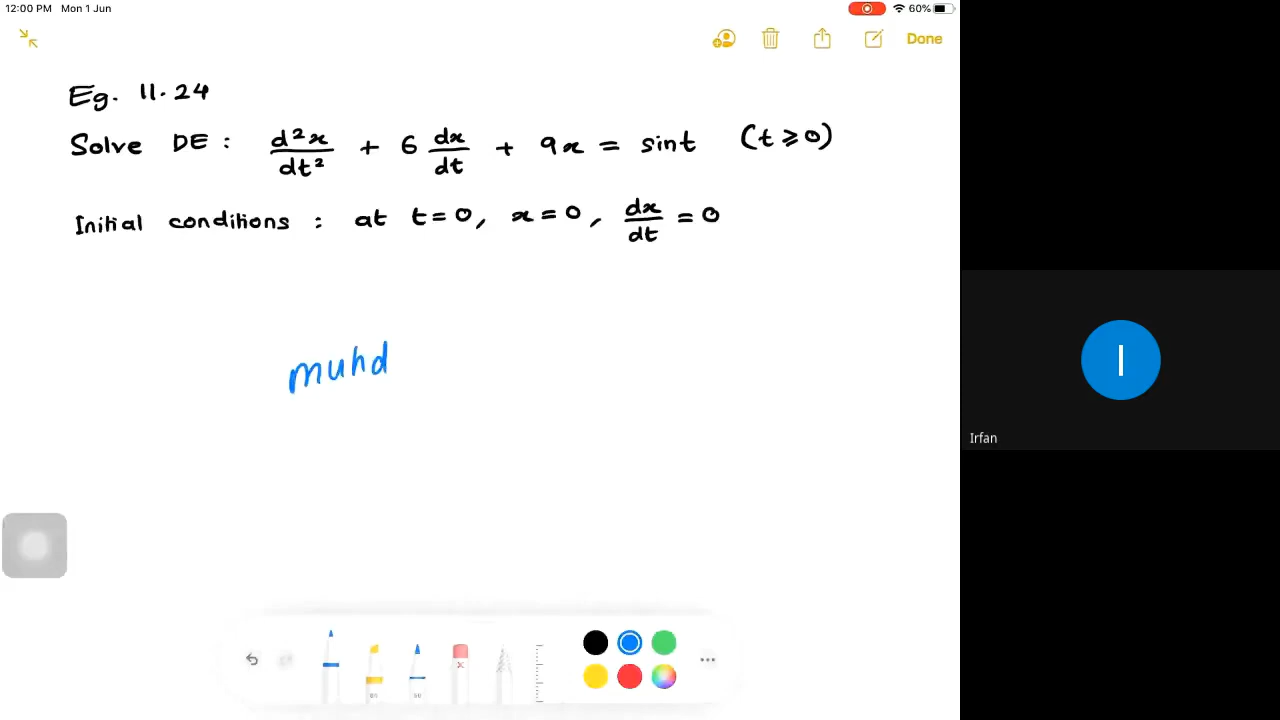 12:00 PM Mon 1 Jun 60%
Done
Eg. 11.24
Solve DE : d²x/dt² + 6 dx/dt + 9x = sint (t ≥ 0)
Initial conditions : at t = 0, x = 0, dx/dt = 0
muhd
I
Irfan